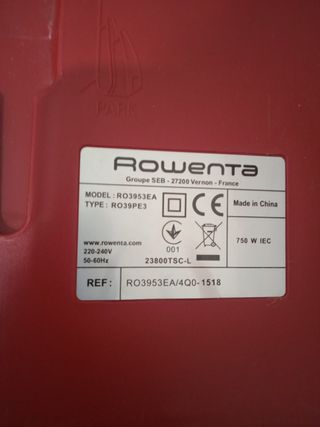 PARK
Rowenta
Groupe SEB - 27200 Vernon - France
MODEL: RO3953EA
TYPE : RO39PE3
CE
Made in China
www.rowenta.com
220-240V
50-60Hz
001
750 W IEC
23800TSC-L
REF :
RO3953EA/4Q0-1518